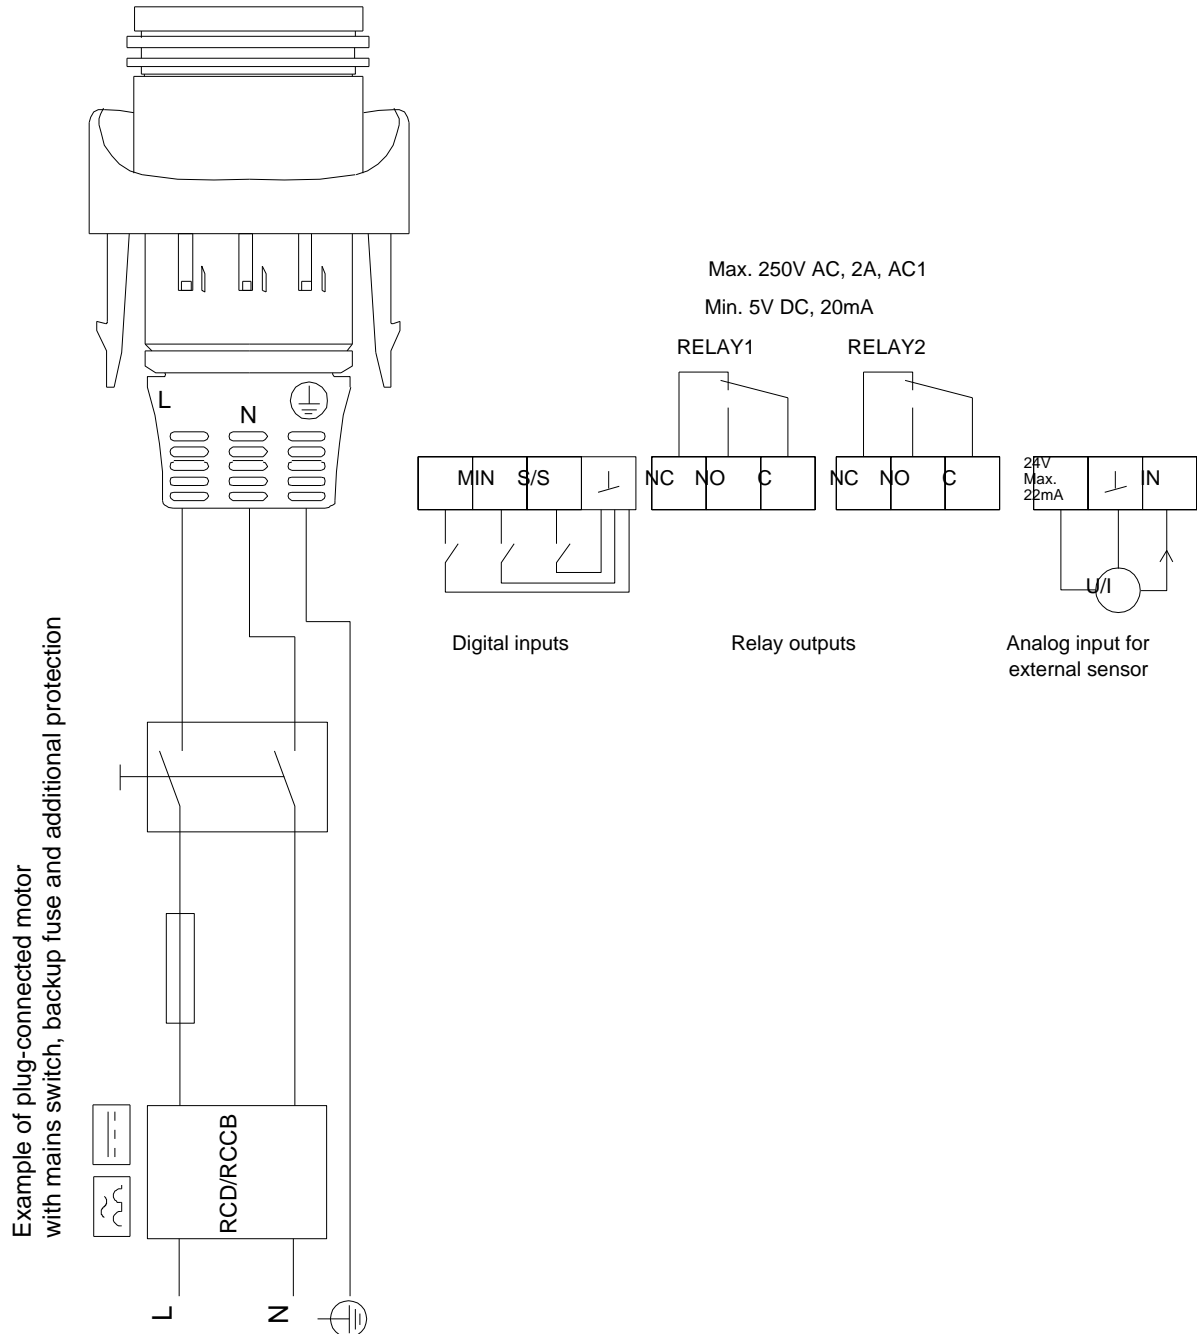 Max. 250V AC, 2A, AC1
Min. 5V DC, 20mA
RELAY1 RELAY2
L N
MIN S/S
NC NO C
NC NO C
24V
Max.
22mA
IN
U/I
Digital inputs
Relay outputs
Analog input for
external sensor
Example of plug-connected motor
with mains switch, backup fuse and additional protection
RCD/RCCB
L N